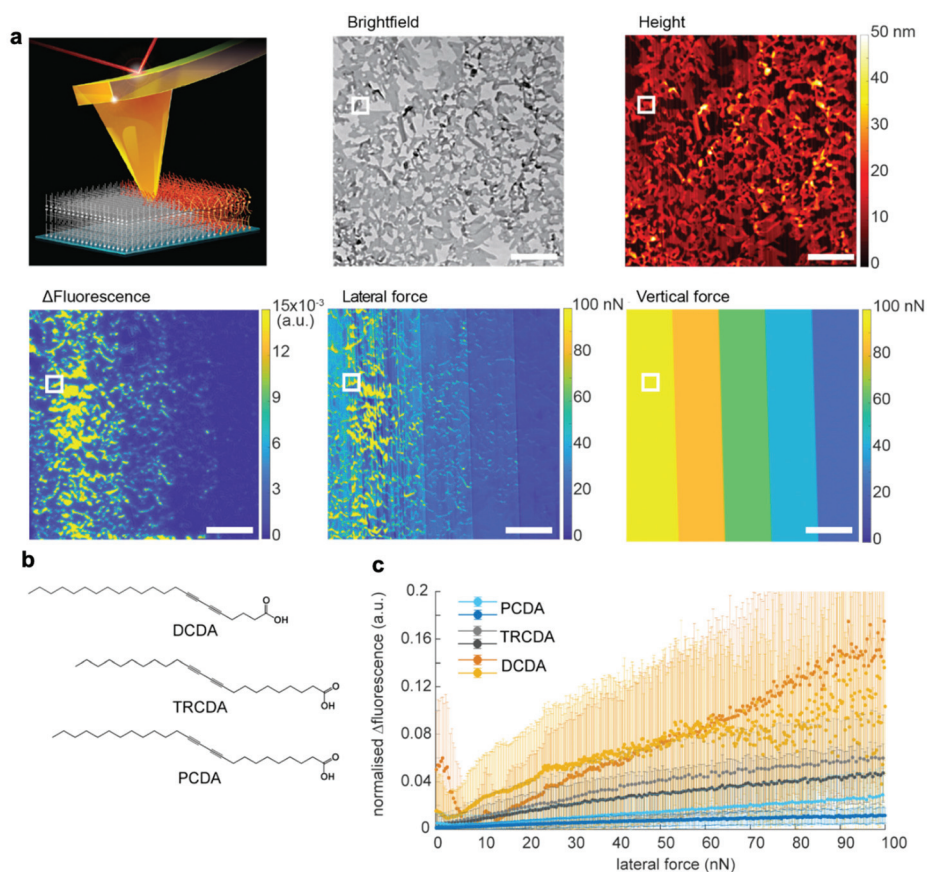 a
Brightfield
Height
50 nm
40
30
20
10
0
ΔFluorescence
15x10⁻³
(a.u.)
12
9
6
3
0
Lateral force
100 nN
80
60
40
20
0
Vertical force
100 nN
80
60
40
20
0
b
O
OH
DCDA
O
OH
TRCDA
O
OH
PCDA
c
normalised Δfluorescence (a.u.)
0.2
0.16
0.12
0.08
0.04
0
PCDA
TRCDA
DCDA
0 10 20 30 40 50 60 70 80 90 100
lateral force (nN)